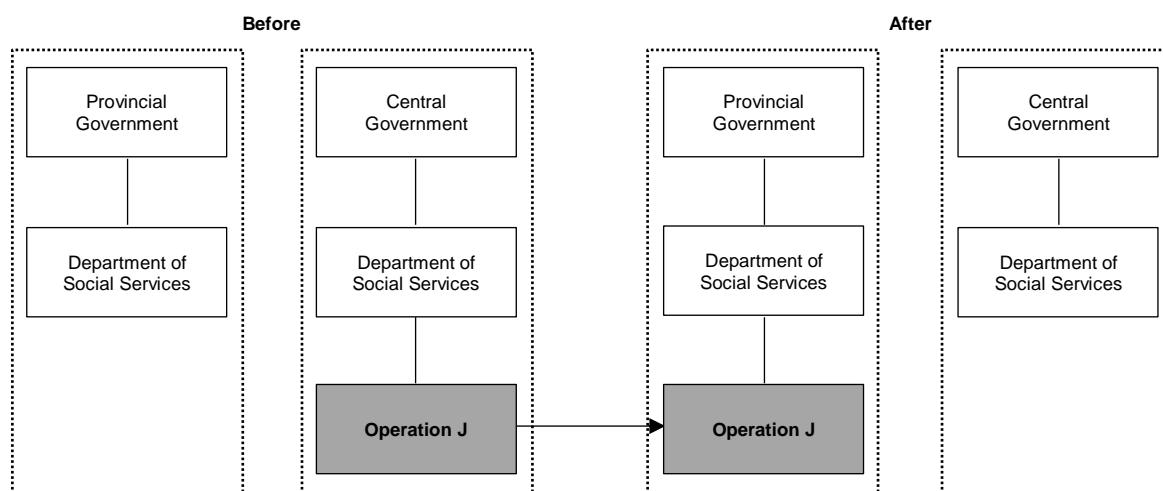 Before
After
Provincial
Government
Central
Government
Provincial
Government
Central
Government
Department of
Social Services
Department of
Social Services
Department of
Social Services
Department of
Social Services
Operation J
Operation J